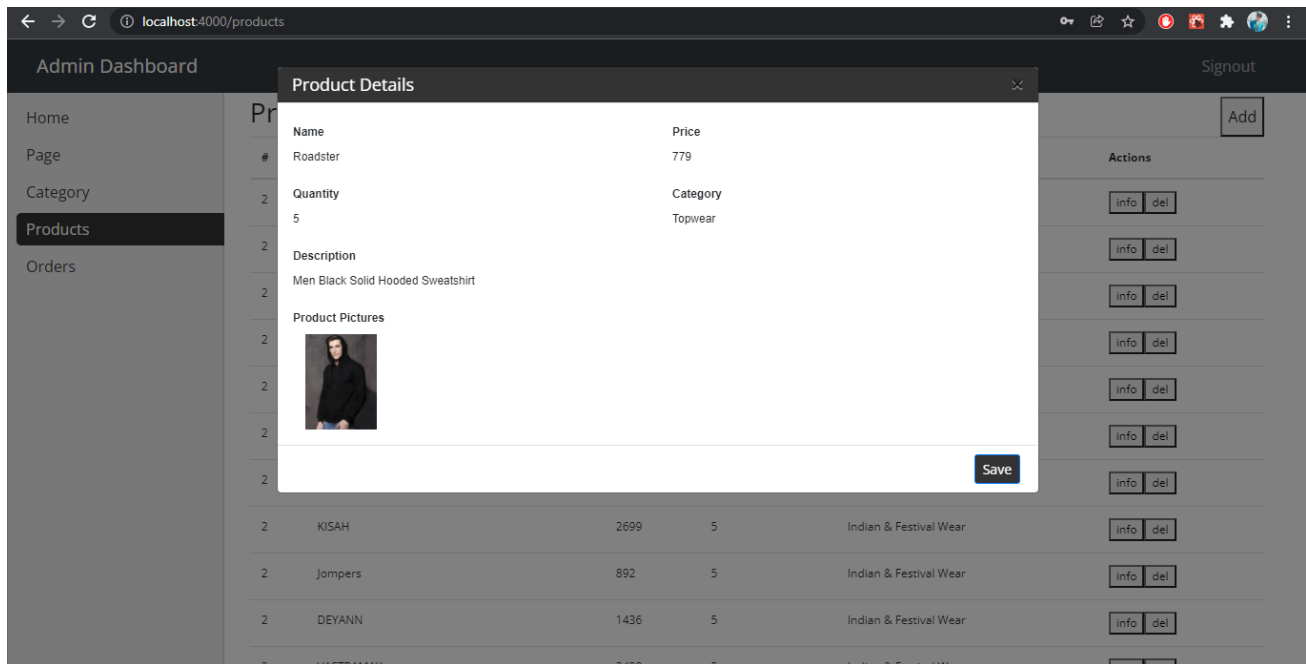 localhost:4000/products
Admin Dashboard
Signout
Product Details
Home
Page
Category
Products
Orders
Pr
Add
Name Price
Roadster 779
Quantity Category
5 Topwear
Description
Men Black Solid Hooded Sweatshirt
Product Pictures
Save
# Actions
2 info del
2 info del
2 info del
2 info del
2 info del
2 info del
2 info del
2 KISAH 2699 5 Indian & Festival Wear info del
2 Jompers 892 5 Indian & Festival Wear info del
2 DEYANN 1436 5 Indian & Festival Wear info del